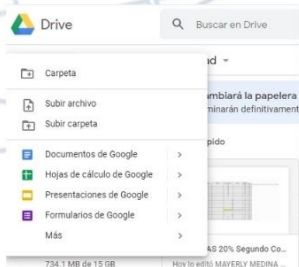 Drive
Buscar en Drive
Carpeta
nd
Subir archivo
mbiará la papelera
Subir carpeta
minarán definitivament
Documentos de Google
pido
Hojas de cálculo de Google
Presentaciones de Google
Formularios de Google
Más
AS 20% Segundo Co...
734.1 MB de 15 GB
Hoy lo editó MAYERLY MEDINA ...